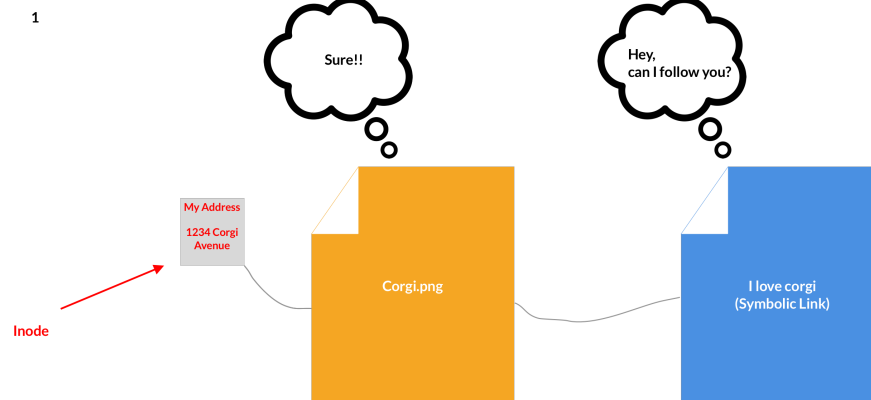 1
Sure!!
Hey,
can I follow you?
My Address
1234 Corgi
Avenue
Corgi.png
I love corgi
(Symbolic Link)
Inode